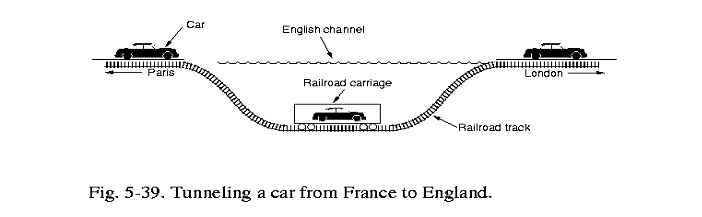 Car
English channel
Paris
London
Railroad carriage
Railroad track
Fig. 5-39. Tunneling a car from France to England.